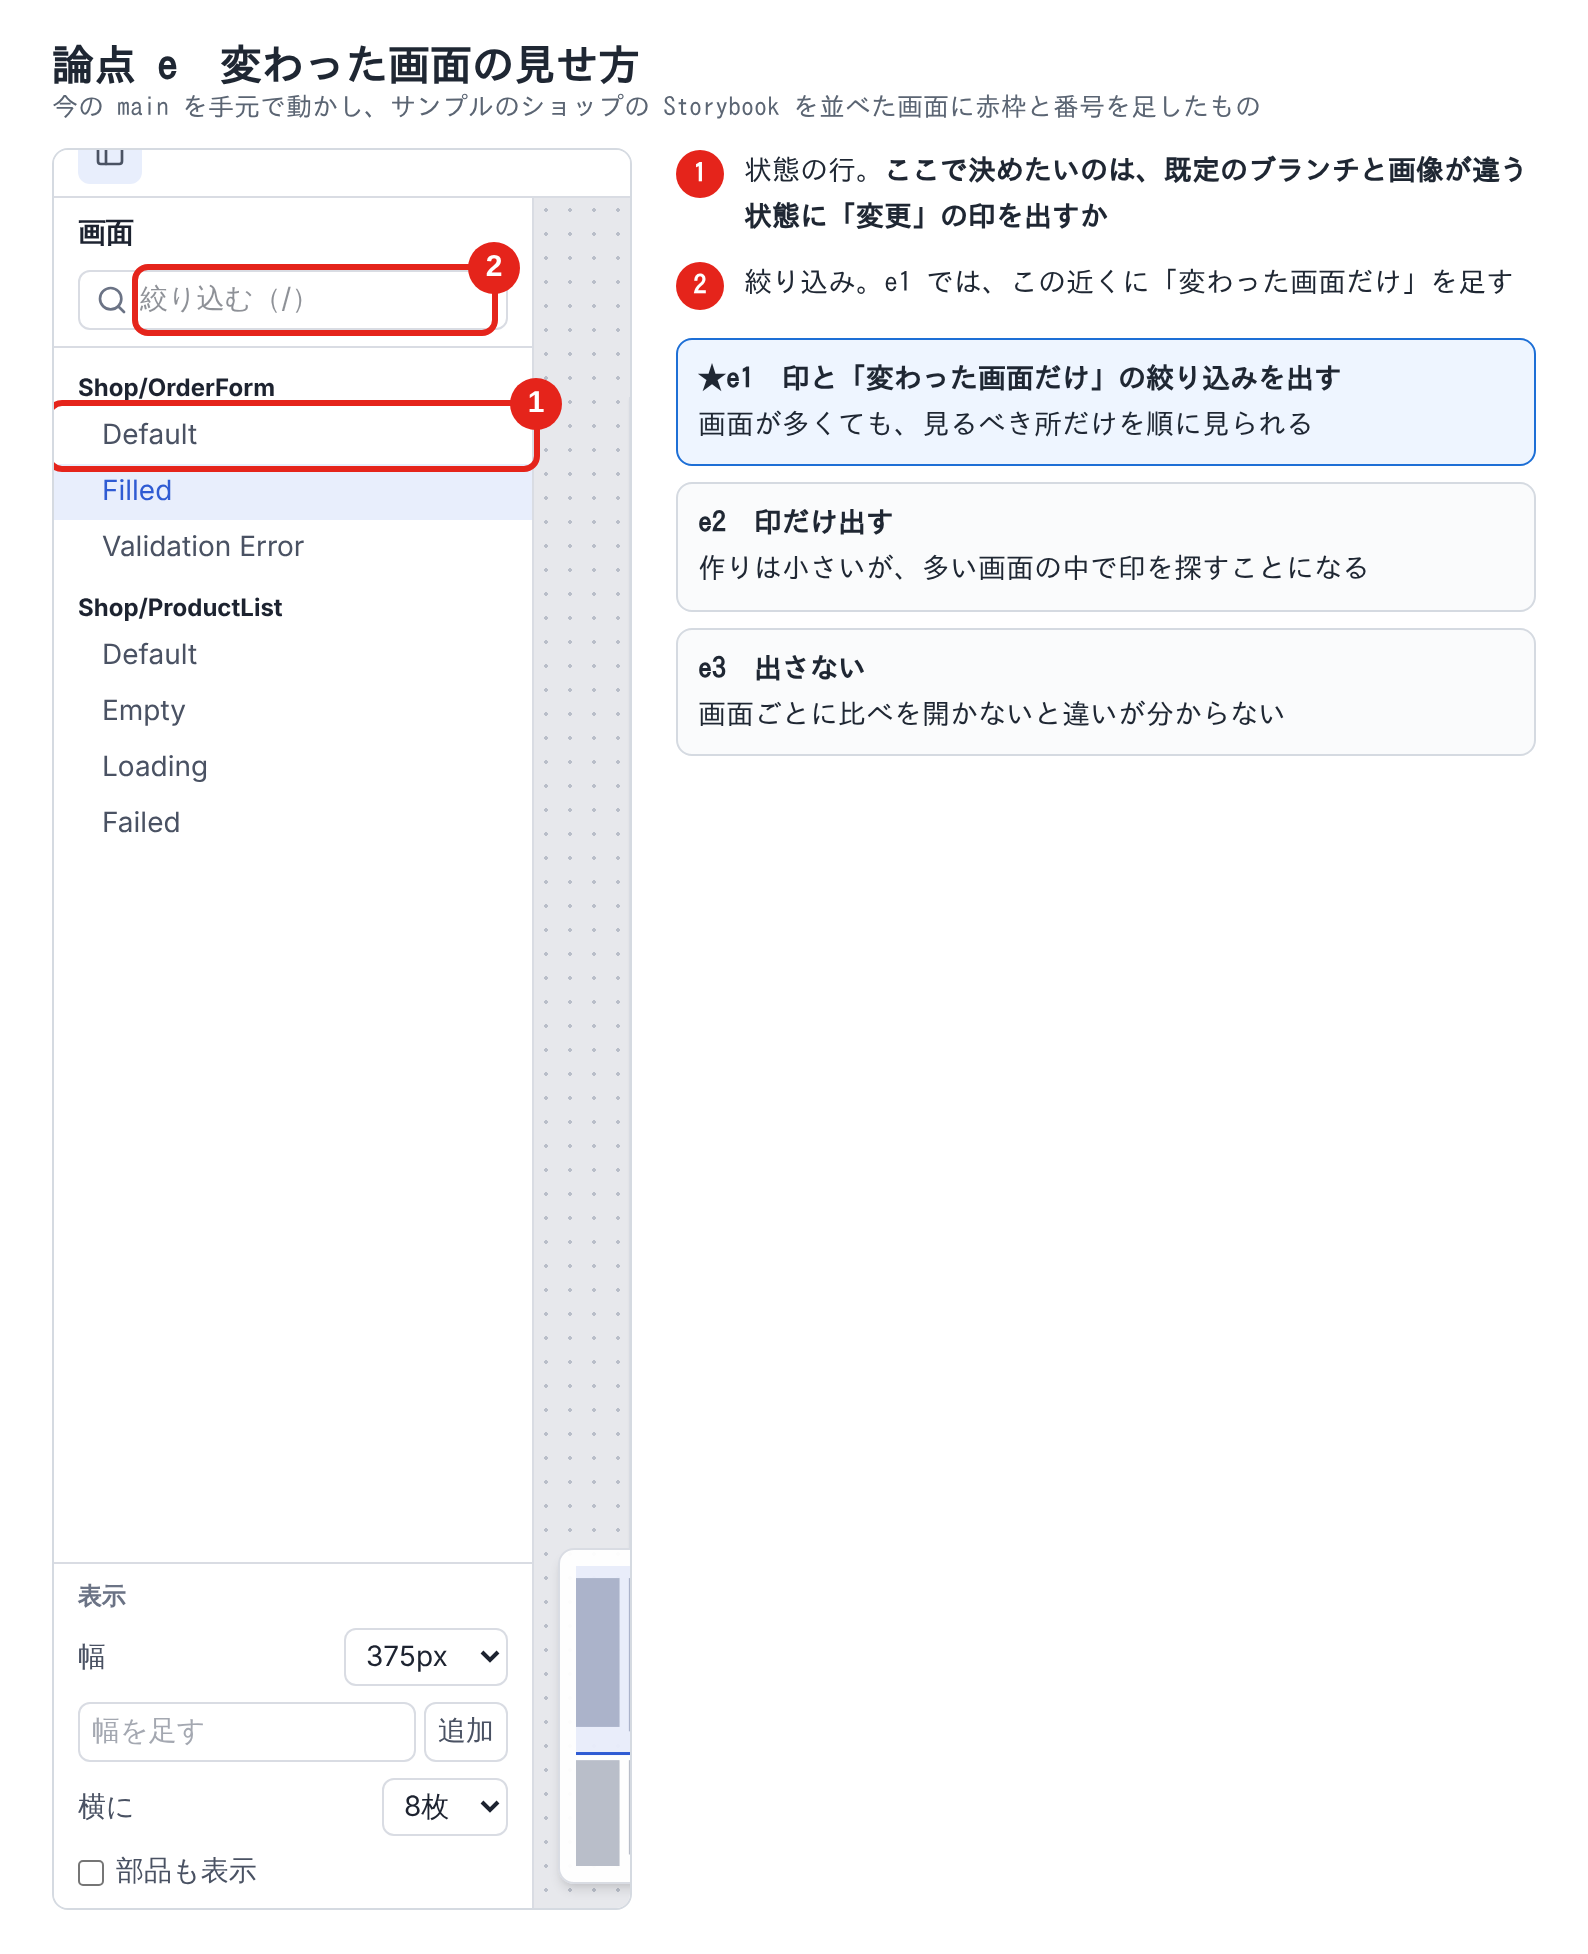 論点 e　変わった画面の見せ方
今の main を手元で動かし、サンプルのショップの Storybook を並べた画面に赤枠と番号を足したもの
画面
絞り込む（/）
2
Shop/OrderForm
1
Default
Filled
Validation Error
Shop/ProductList
Default
Empty
Loading
Failed
表示
幅
375px
幅を足す
追加
横に
8枚
部品も表示
1
状態の行。ここで決めたいのは、既定のブランチと画像が違う
状態に「変更」の印を出すか
2
絞り込み。e1 では、この近くに「変わった画面だけ」を足す
★e1　印と「変わった画面だけ」の絞り込みを出す
画面が多くても、見るべき所だけを順に見られる
e2　印だけ出す
作りは小さいが、多い画面の中で印を探すことになる
e3　出さない
画面ごとに比べを開かないと違いが分からない